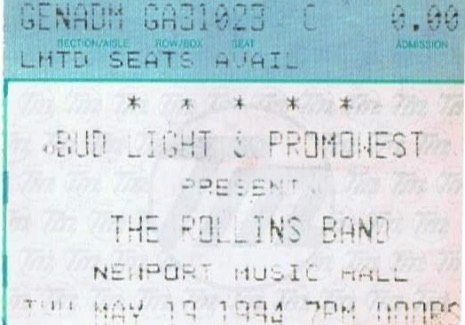 GENADM GA31023 C 0.00
SECTION/AISLE ROW/BOX SEAT ADMISSION
LMTD SEATS AVAIL
* * * * *
BUD LIGHT & PROMOWEST
PRESENT
THE ROLLINS BAND
NEWPORT MUSIC HALL
MAY 19 1994 7PM DOORS